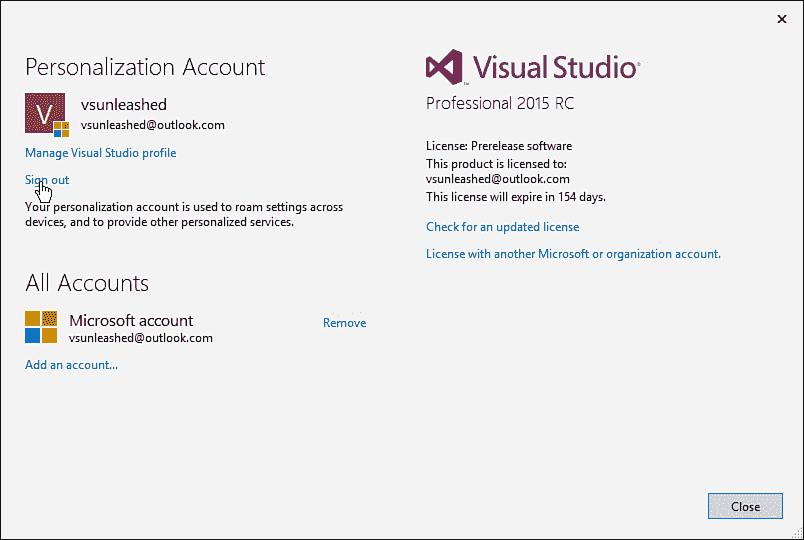 Personalization Account
V
vsunleashed
vsunleashed@outlook.com
Manage Visual Studio profile
Sign out
Your personalization account is used to roam settings across
devices, and to provide other personalized services.
All Accounts
Microsoft account
vsunleashed@outlook.com
Remove
Add an account...
Visual Studio
Professional 2015 RC
License: Prerelease software
This product is licensed to:
vsunleashed@outlook.com
This license will expire in 154 days.
Check for an updated license
License with another Microsoft or organization account.
Close